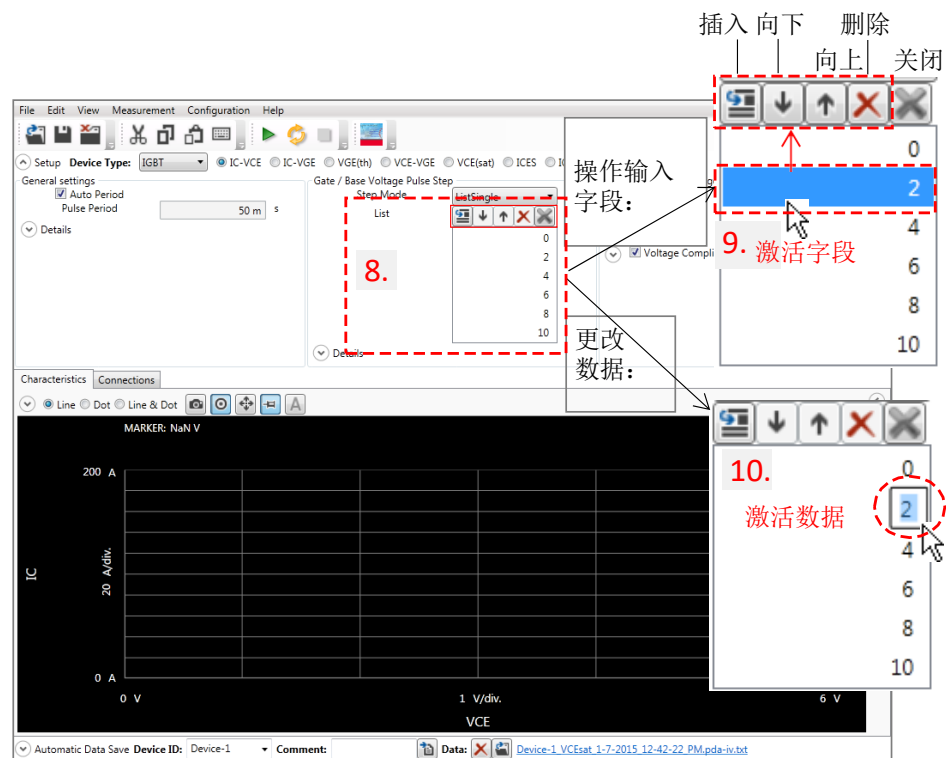 插入 向下 删除
向上 关闭
File Edit View Measurement Configuration Help
Setup Device Type: IGBT IC-VCE IC-VGE VGE(th) VCE-VGE VCE(sat) ICES
General settings
Auto Period
Pulse Period 50 m s
Details
Gate / Base Voltage Pulse Step
Step Mode ListSingle
List
0
2
4
6
8
10
Details
8.
操作输入
字段:
Voltage Compli
更改
数据:
0
2
4
6
8
10
9. 激活字段
10.
激活数据
0
2
4
6
8
10
Characteristics Connections
Line Dot Line & Dot A
MARKER: NaN V
200 A
IC
20 A/div.
0 A
0 V 1 V/div. 6 V
VCE
Automatic Data Save Device ID: Device-1 Comment: Data: Device-1_VCEsat_1-7-2015_12-42-22_PM.pda-iv.txt